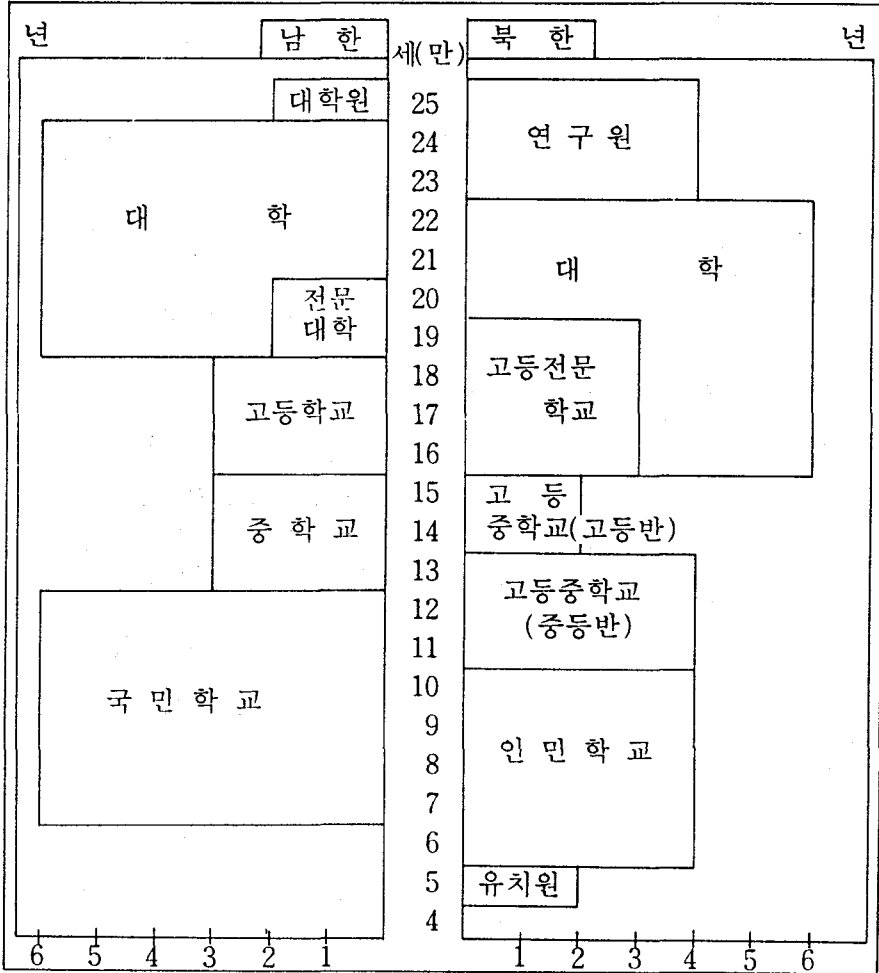 년 남 한 세(만) 북 한 년
대학원 25
24 연 구 원
23
대 학 22
21 대 학
전문 20
대학 19
18 고등전문
고등학교 17 학교
16
15 고 등
중 학 교 14 중학교(고등반)
13
12 고등중학교
11 (중등반)
국 민 학 교 10
9
8 인 민 학 교
7
6
5 유치원
4
6 5 4 3 2 1 1 2 3 4 5 6